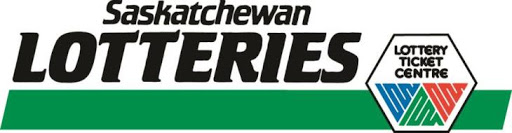 Saskatchewan
LOTTERIES
LOTTERY
TICKET
CENTRE